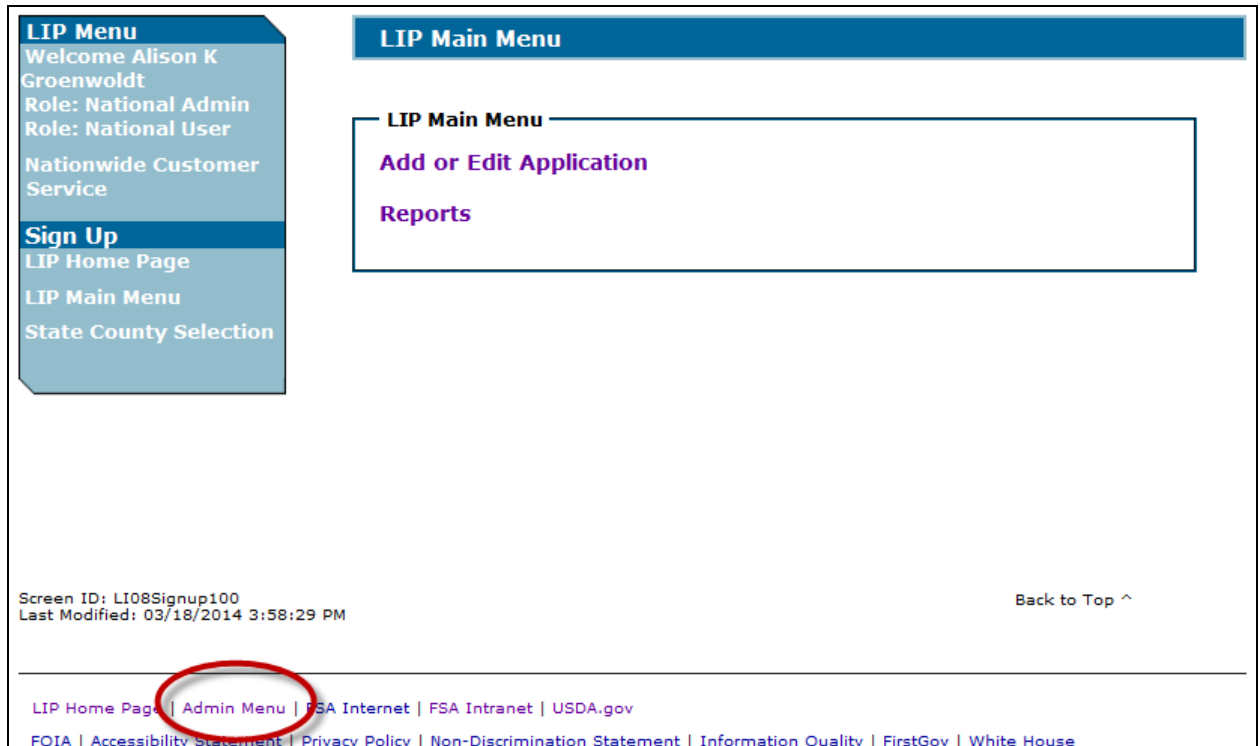 LIP Menu
Welcome Alison K
Groenwoldt
Role: National Admin
Role: National User
Nationwide Customer
Service
Sign Up
LIP Home Page
LIP Main Menu
State County Selection
LIP Main Menu
LIP Main Menu
Add or Edit Application
Reports
Screen ID: LI08Signup100
Last Modified: 03/18/2014 3:58:29 PM
Back to Top ^
LIP Home Page | Admin Menu | FSA Internet | FSA Intranet | USDA.gov
FOIA | Accessibility Statement | Privacy Policy | Non-Discrimination Statement | Information Quality | FirstGov | White House